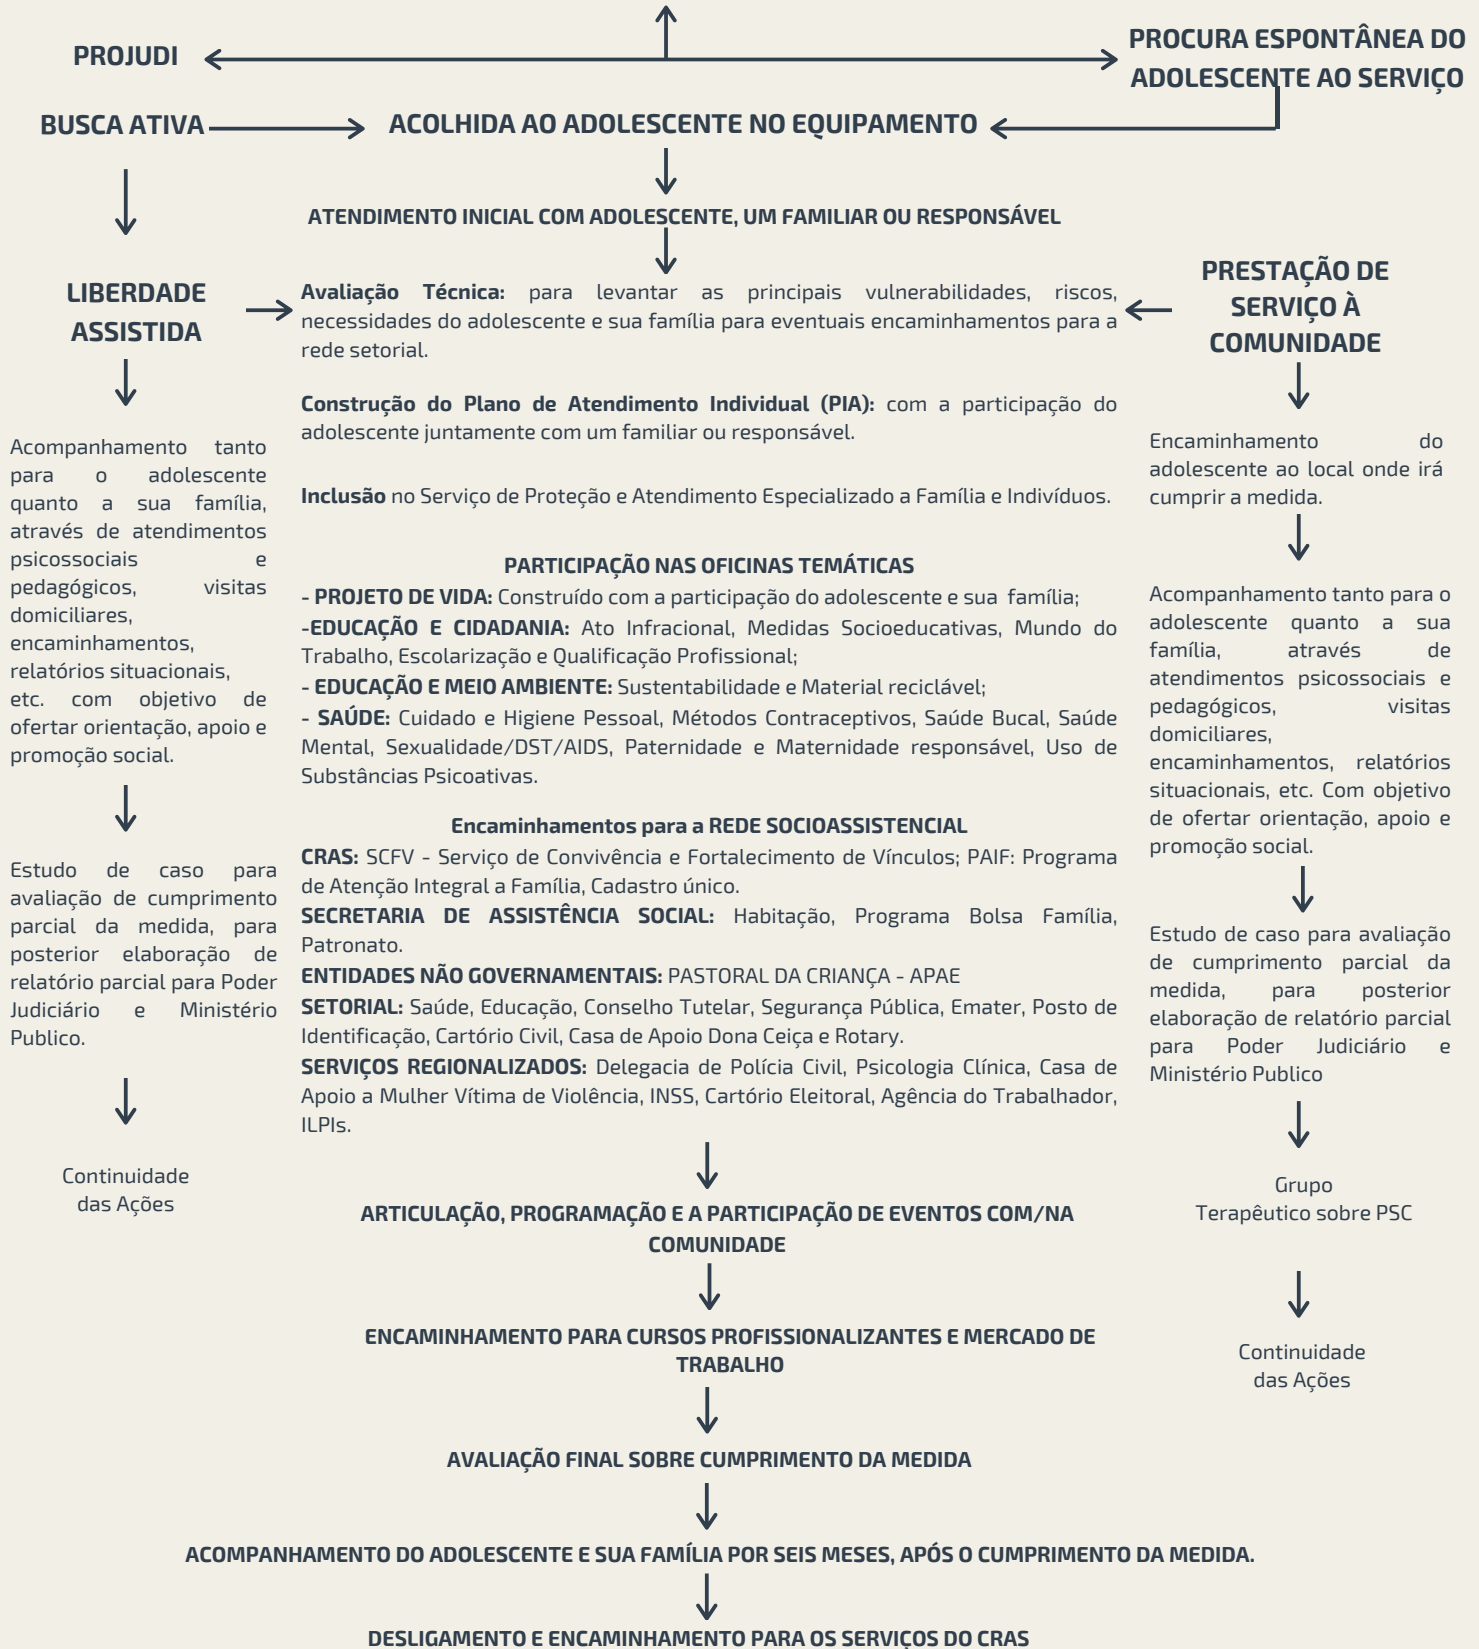 PROJUDI
PROCURA ESPONTÂNEA DO
ADOLESCENTE AO SERVIÇO
BUSCA ATIVA
ACOLHIDA AO ADOLESCENTE NO EQUIPAMENTO
ATENDIMENTO INICIAL COM ADOLESCENTE, UM FAMILIAR OU RESPONSÁVEL
LIBERDADE
ASSISTIDA
Acompanhamento tanto
para o adolescente
quanto a sua família,
através de atendimentos
psicossociais e
pedagógicos, visitas
domiciliares,
encaminhamentos,
relatórios situacionais,
etc. com objetivo de
ofertar orientação, apoio e
promoção social.
Estudo de caso para
avaliação de cumprimento
parcial da medida, para
posterior elaboração de
relatório parcial para Poder
Judiciário e Ministério
Publico.
Continuidade
das Ações
Avaliação Técnica: para levantar as principais vulnerabilidades, riscos,
necessidades do adolescente e sua família para eventuais encaminhamentos para a
rede setorial.
Construção do Plano de Atendimento Individual (PIA): com a participação do
adolescente juntamente com um familiar ou responsável.
Inclusão no Serviço de Proteção e Atendimento Especializado a Família e Indivíduos.
PARTICIPAÇÃO NAS OFICINAS TEMÁTICAS
- PROJETO DE VIDA: Construído com a participação do adolescente e sua família;
-EDUCAÇÃO E CIDADANIA: Ato Infracional, Medidas Socioeducativas, Mundo do
Trabalho, Escolarização e Qualificação Profissional;
- EDUCAÇÃO E MEIO AMBIENTE: Sustentabilidade e Material reciclável;
- SAÚDE: Cuidado e Higiene Pessoal, Métodos Contraceptivos, Saúde Bucal, Saúde
Mental, Sexualidade/DST/AIDS, Paternidade e Maternidade responsável, Uso de
Substâncias Psicoativas.
Encaminhamentos para a REDE SOCIOASSISTENCIAL
CRAS: SCFV - Serviço de Convivência e Fortalecimento de Vínculos; PAIF: Programa
de Atenção Integral a Família, Cadastro único.
SECRETARIA DE ASSISTÊNCIA SOCIAL: Habitação, Programa Bolsa Família,
Patronato.
ENTIDADES NÃO GOVERNAMENTAIS: PASTORAL DA CRIANÇA - APAE
SETORIAL: Saúde, Educação, Conselho Tutelar, Segurança Pública, Emater, Posto de
Identificação, Cartório Civil, Casa de Apoio Dona Ceiça e Rotary.
SERVIÇOS REGIONALIZADOS: Delegacia de Polícia Civil, Psicologia Clínica, Casa de
Apoio a Mulher Vítima de Violência, INSS, Cartório Eleitoral, Agência do Trabalhador,
ILPIs.
PRESTAÇÃO DE
SERVIÇO À
COMUNIDADE
Encaminhamento do
adolescente ao local onde irá
cumprir a medida.
Acompanhamento tanto para o
adolescente quanto a sua
família, através de
atendimentos psicossociais e
pedagógicos, visitas
domiciliares,
encaminhamentos, relatórios
situacionais, etc. Com objetivo
de ofertar orientação, apoio e
promoção social.
Estudo de caso para avaliação
de cumprimento parcial da
medida, para posterior
elaboração de relatório parcial
para Poder Judiciário e
Ministério Publico
Grupo
Terapêutico sobre PSC
Continuidade
das Ações
ARTICULAÇÃO, PROGRAMAÇÃO E A PARTICIPAÇÃO DE EVENTOS COM/NA
COMUNIDADE
ENCAMINHAMENTO PARA CURSOS PROFISSIONALIZANTES E MERCADO DE
TRABALHO
AVALIAÇÃO FINAL SOBRE CUMPRIMENTO DA MEDIDA
ACOMPANHAMENTO DO ADOLESCENTE E SUA FAMÍLIA POR SEIS MESES, APÓS O CUMPRIMENTO DA MEDIDA.
DESLIGAMENTO E ENCAMINHAMENTO PARA OS SERVIÇOS DO CRAS